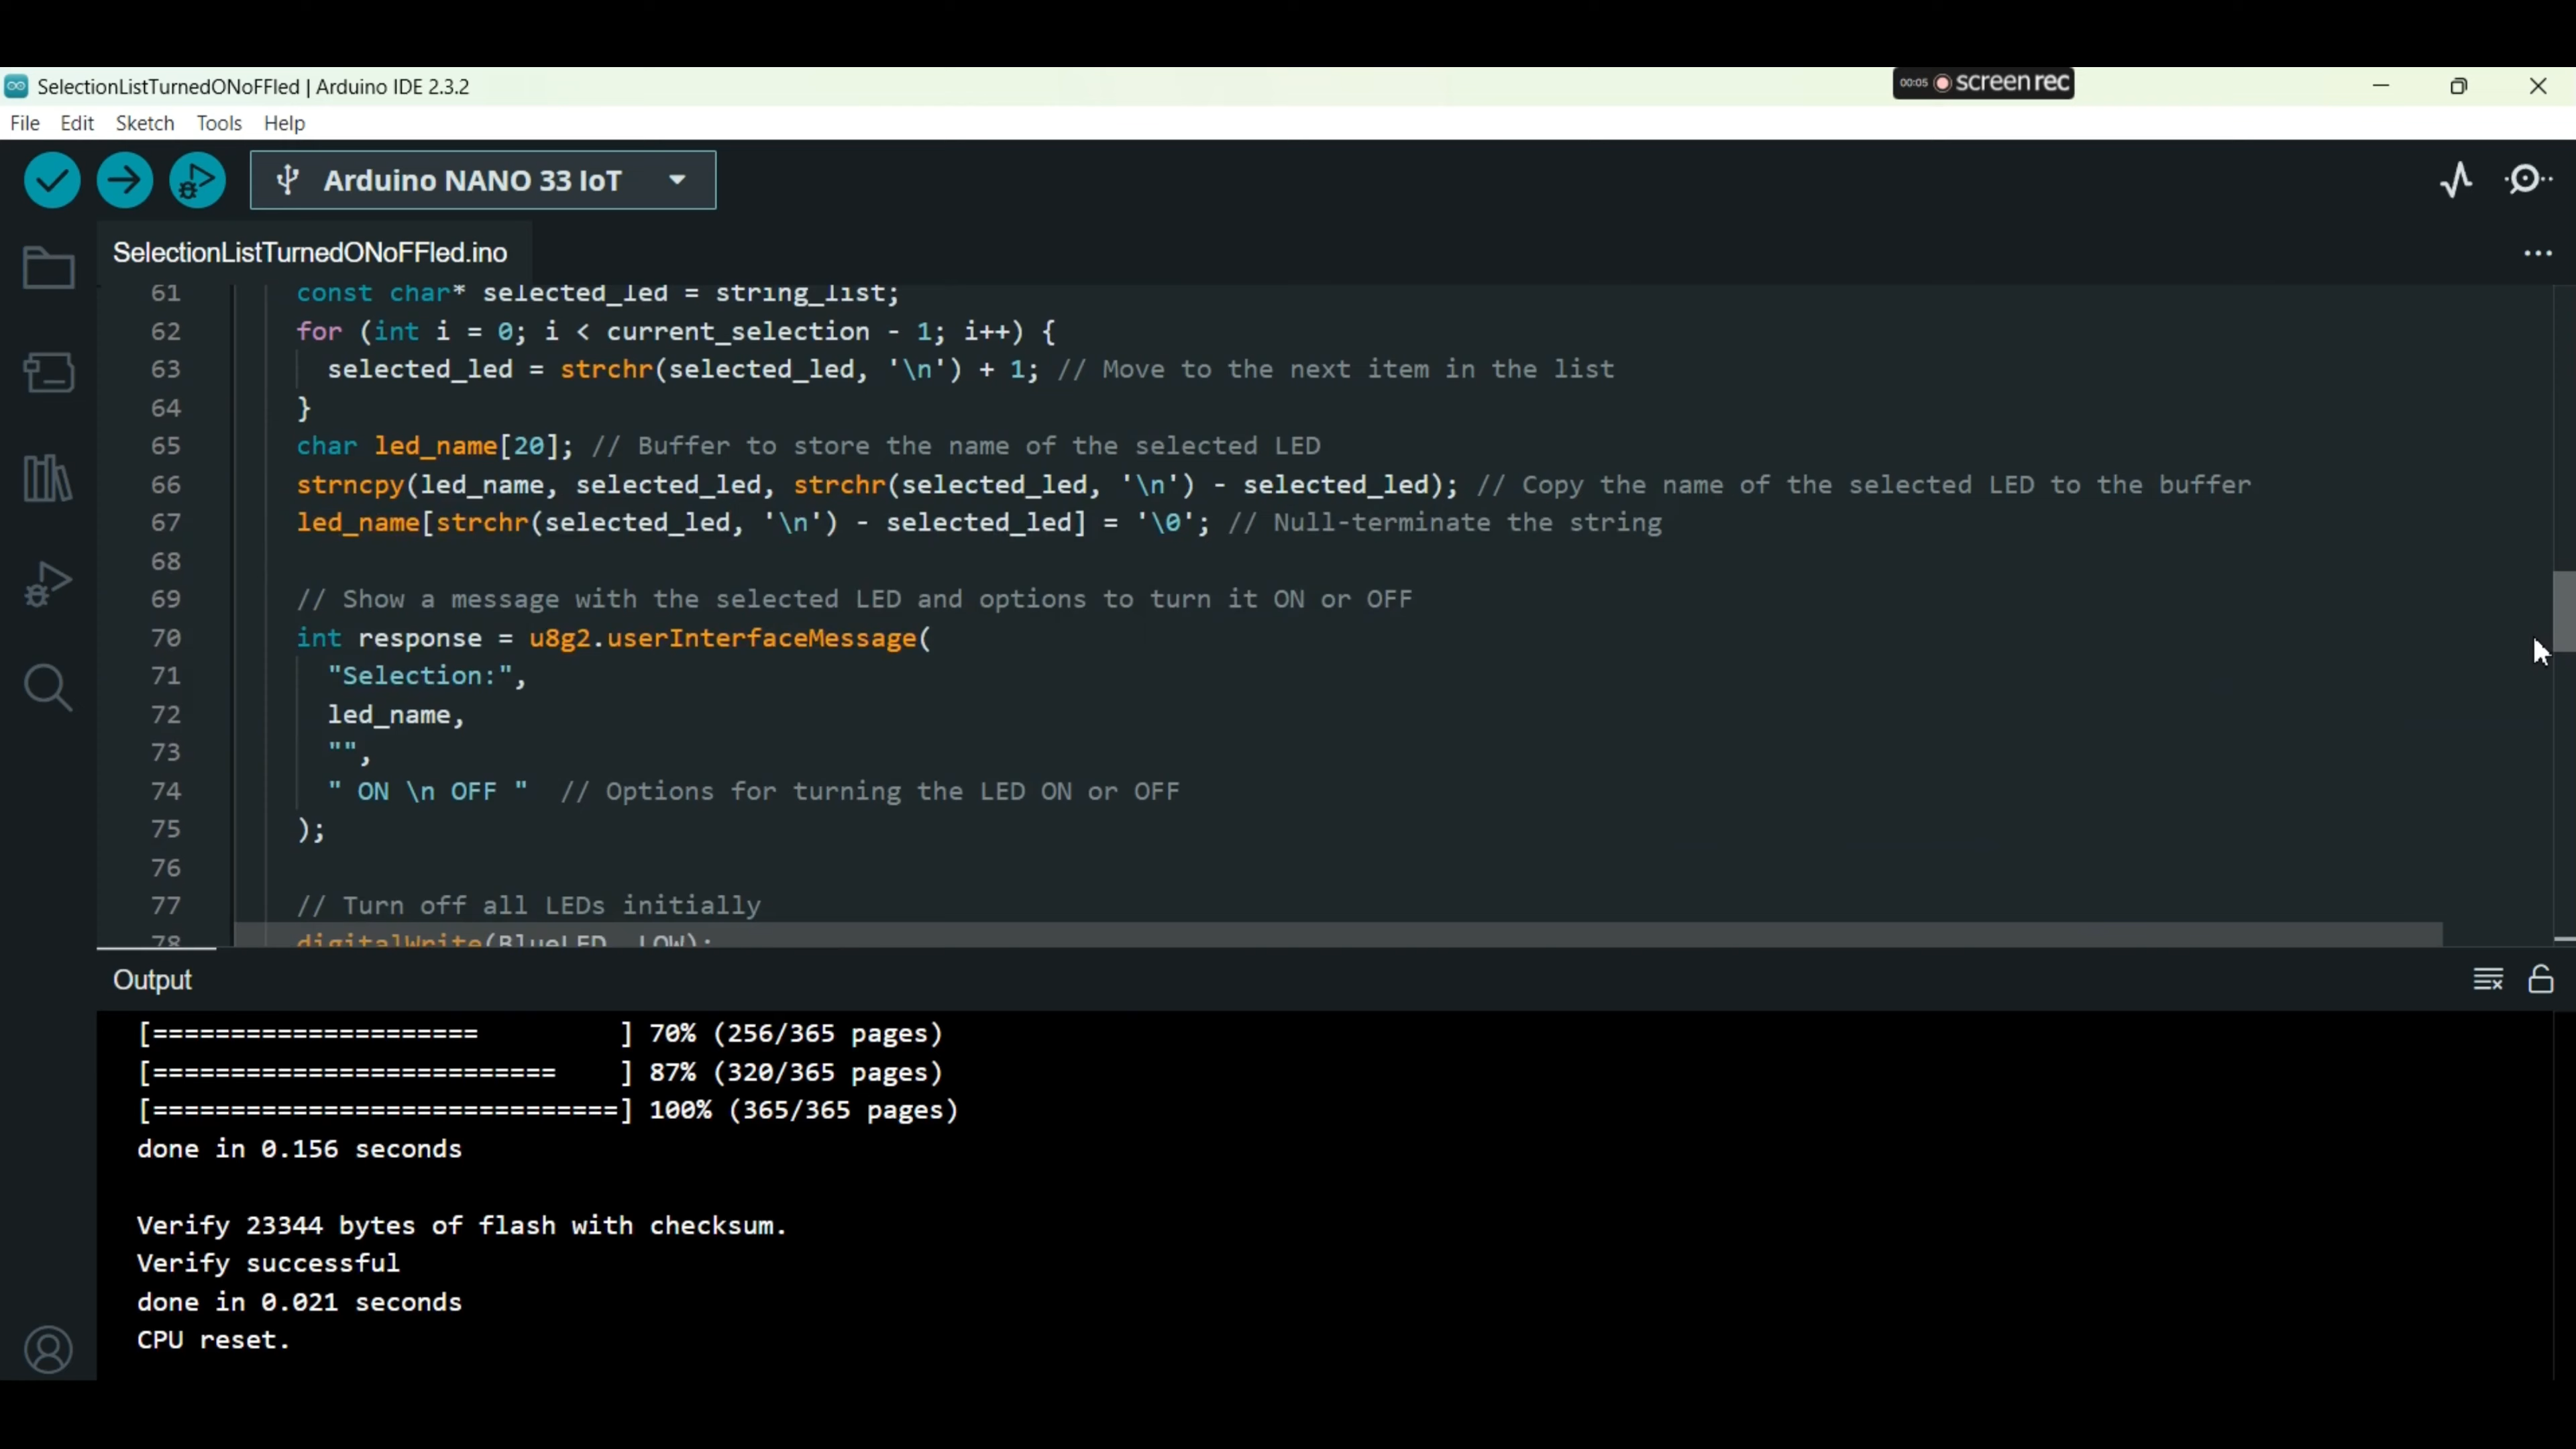 SelectionListTurnedONoFFled | Arduino IDE 2.3.2
00:05 screenrec
File Edit Sketch Tools Help
Arduino NANO 33 IoT
SelectionListTurnedONoFFled.ino
61 const char* selected_led = string_list;
62 for (int i = 0; i < current_selection - 1; i++) {
63 selected_led = strchr(selected_led, '\n') + 1; // Move to the next item in the list
64 }
65 char led_name[20]; // Buffer to store the name of the selected LED
66 strncpy(led_name, selected_led, strchr(selected_led, '\n') - selected_led); // Copy the name of the selected LED to the buffer
67 led_name[strchr(selected_led, '\n') - selected_led] = '\0'; // Null-terminate the string
68
69 // Show a message with the selected LED and options to turn it ON or OFF
70 int response = u8g2.userInterfaceMessage(
71 "Selection:",
72 led_name,
73 "",
74 " ON \n OFF " // Options for turning the LED ON or OFF
75 );
76
77 // Turn off all LEDs initially
78 digitalWrite(BlueLED, LOW);
Output
[===================== ] 70% (256/365 pages)
[========================== ] 87% (320/365 pages)
[==============================] 100% (365/365 pages)
done in 0.156 seconds
Verify 23344 bytes of flash with checksum.
Verify successful
done in 0.021 seconds
CPU reset.